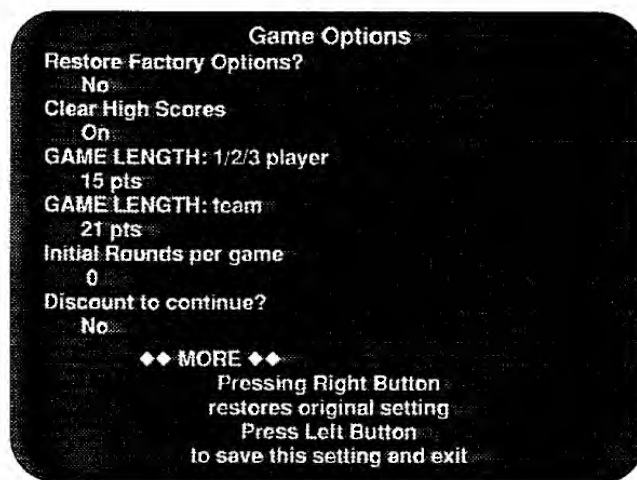 Game Options
Restore Factory Options?
No
Clear High Scores
On
GAME LENGTH: 1/2/3 player
15 pts
GAME LENGTH: team
21 pts
Initial Rounds per game
0
Discount to continue?
No
◆◆ MORE ◆◆
Pressing Right Button
restores original setting
Press Left Button
to save this setting and exit